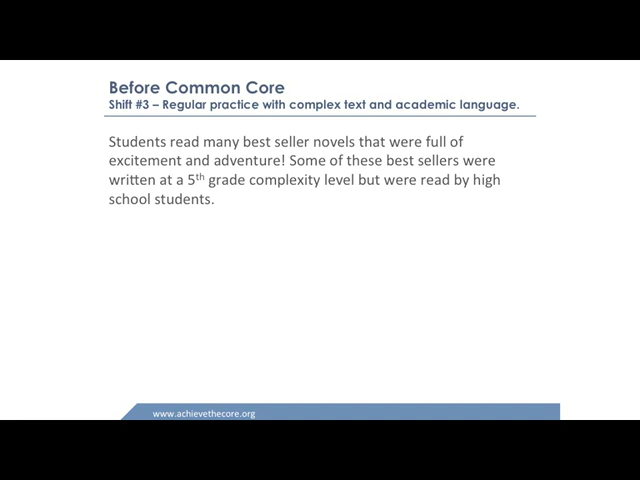 Before Common Core
Shift #3 – Regular practice with complex text and academic language.
Students read many best seller novels that were full of
excitement and adventure! Some of these best sellers were
written at a 5th grade complexity level but were read by high
school students.
www.achievethecore.org